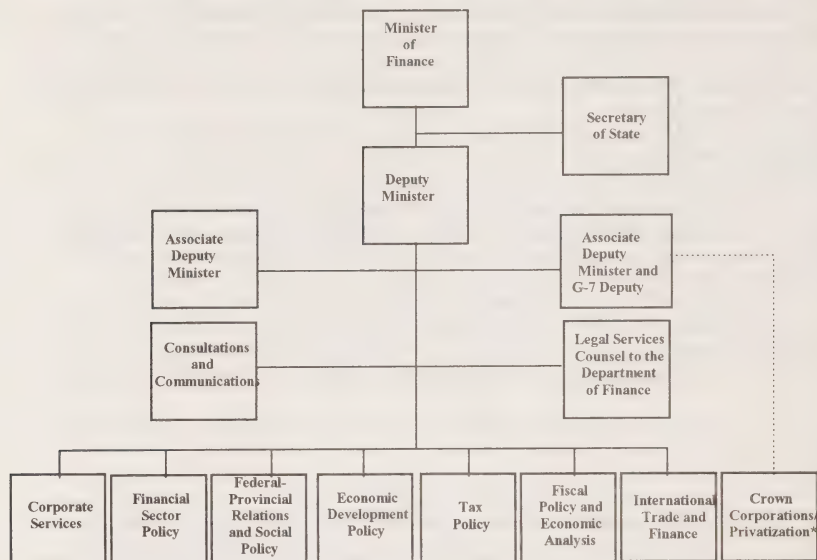 Minister
of
Finance
Secretary
of State
Deputy
Minister
Associate
Deputy
Minister
Associate
Deputy
Minister and
G-7 Deputy
Consultations
and
Communications
Legal Services
Counsel to the
Department
of Finance
Corporate
Services
Financial
Sector
Policy
Federal-
Provincial
Relations
and Social
Policy
Economic
Development
Policy
Tax
Policy
Fiscal
Policy and
Economic
Analysis
International
Trade and
Finance
Crown
Corporations/
Privatization*